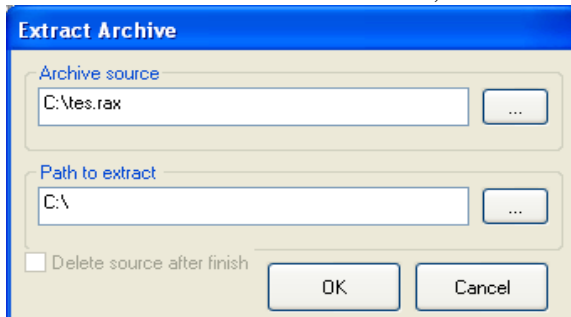 Extract Archive
Archive source
C:\tes.rax
...
Path to extract
C:\
...
Delete source after finish
OK
Cancel